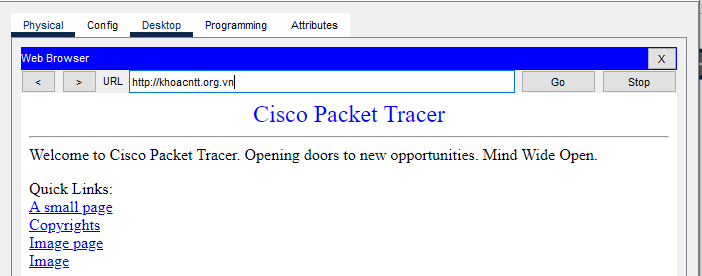 Physical Config Desktop Programming Attributes
Web Browser X
< > URL http://khoacntt.org.vn Go Stop
Cisco Packet Tracer
Welcome to Cisco Packet Tracer. Opening doors to new opportunities. Mind Wide Open.
Quick Links:
A small page
Copyrights
Image page
Image